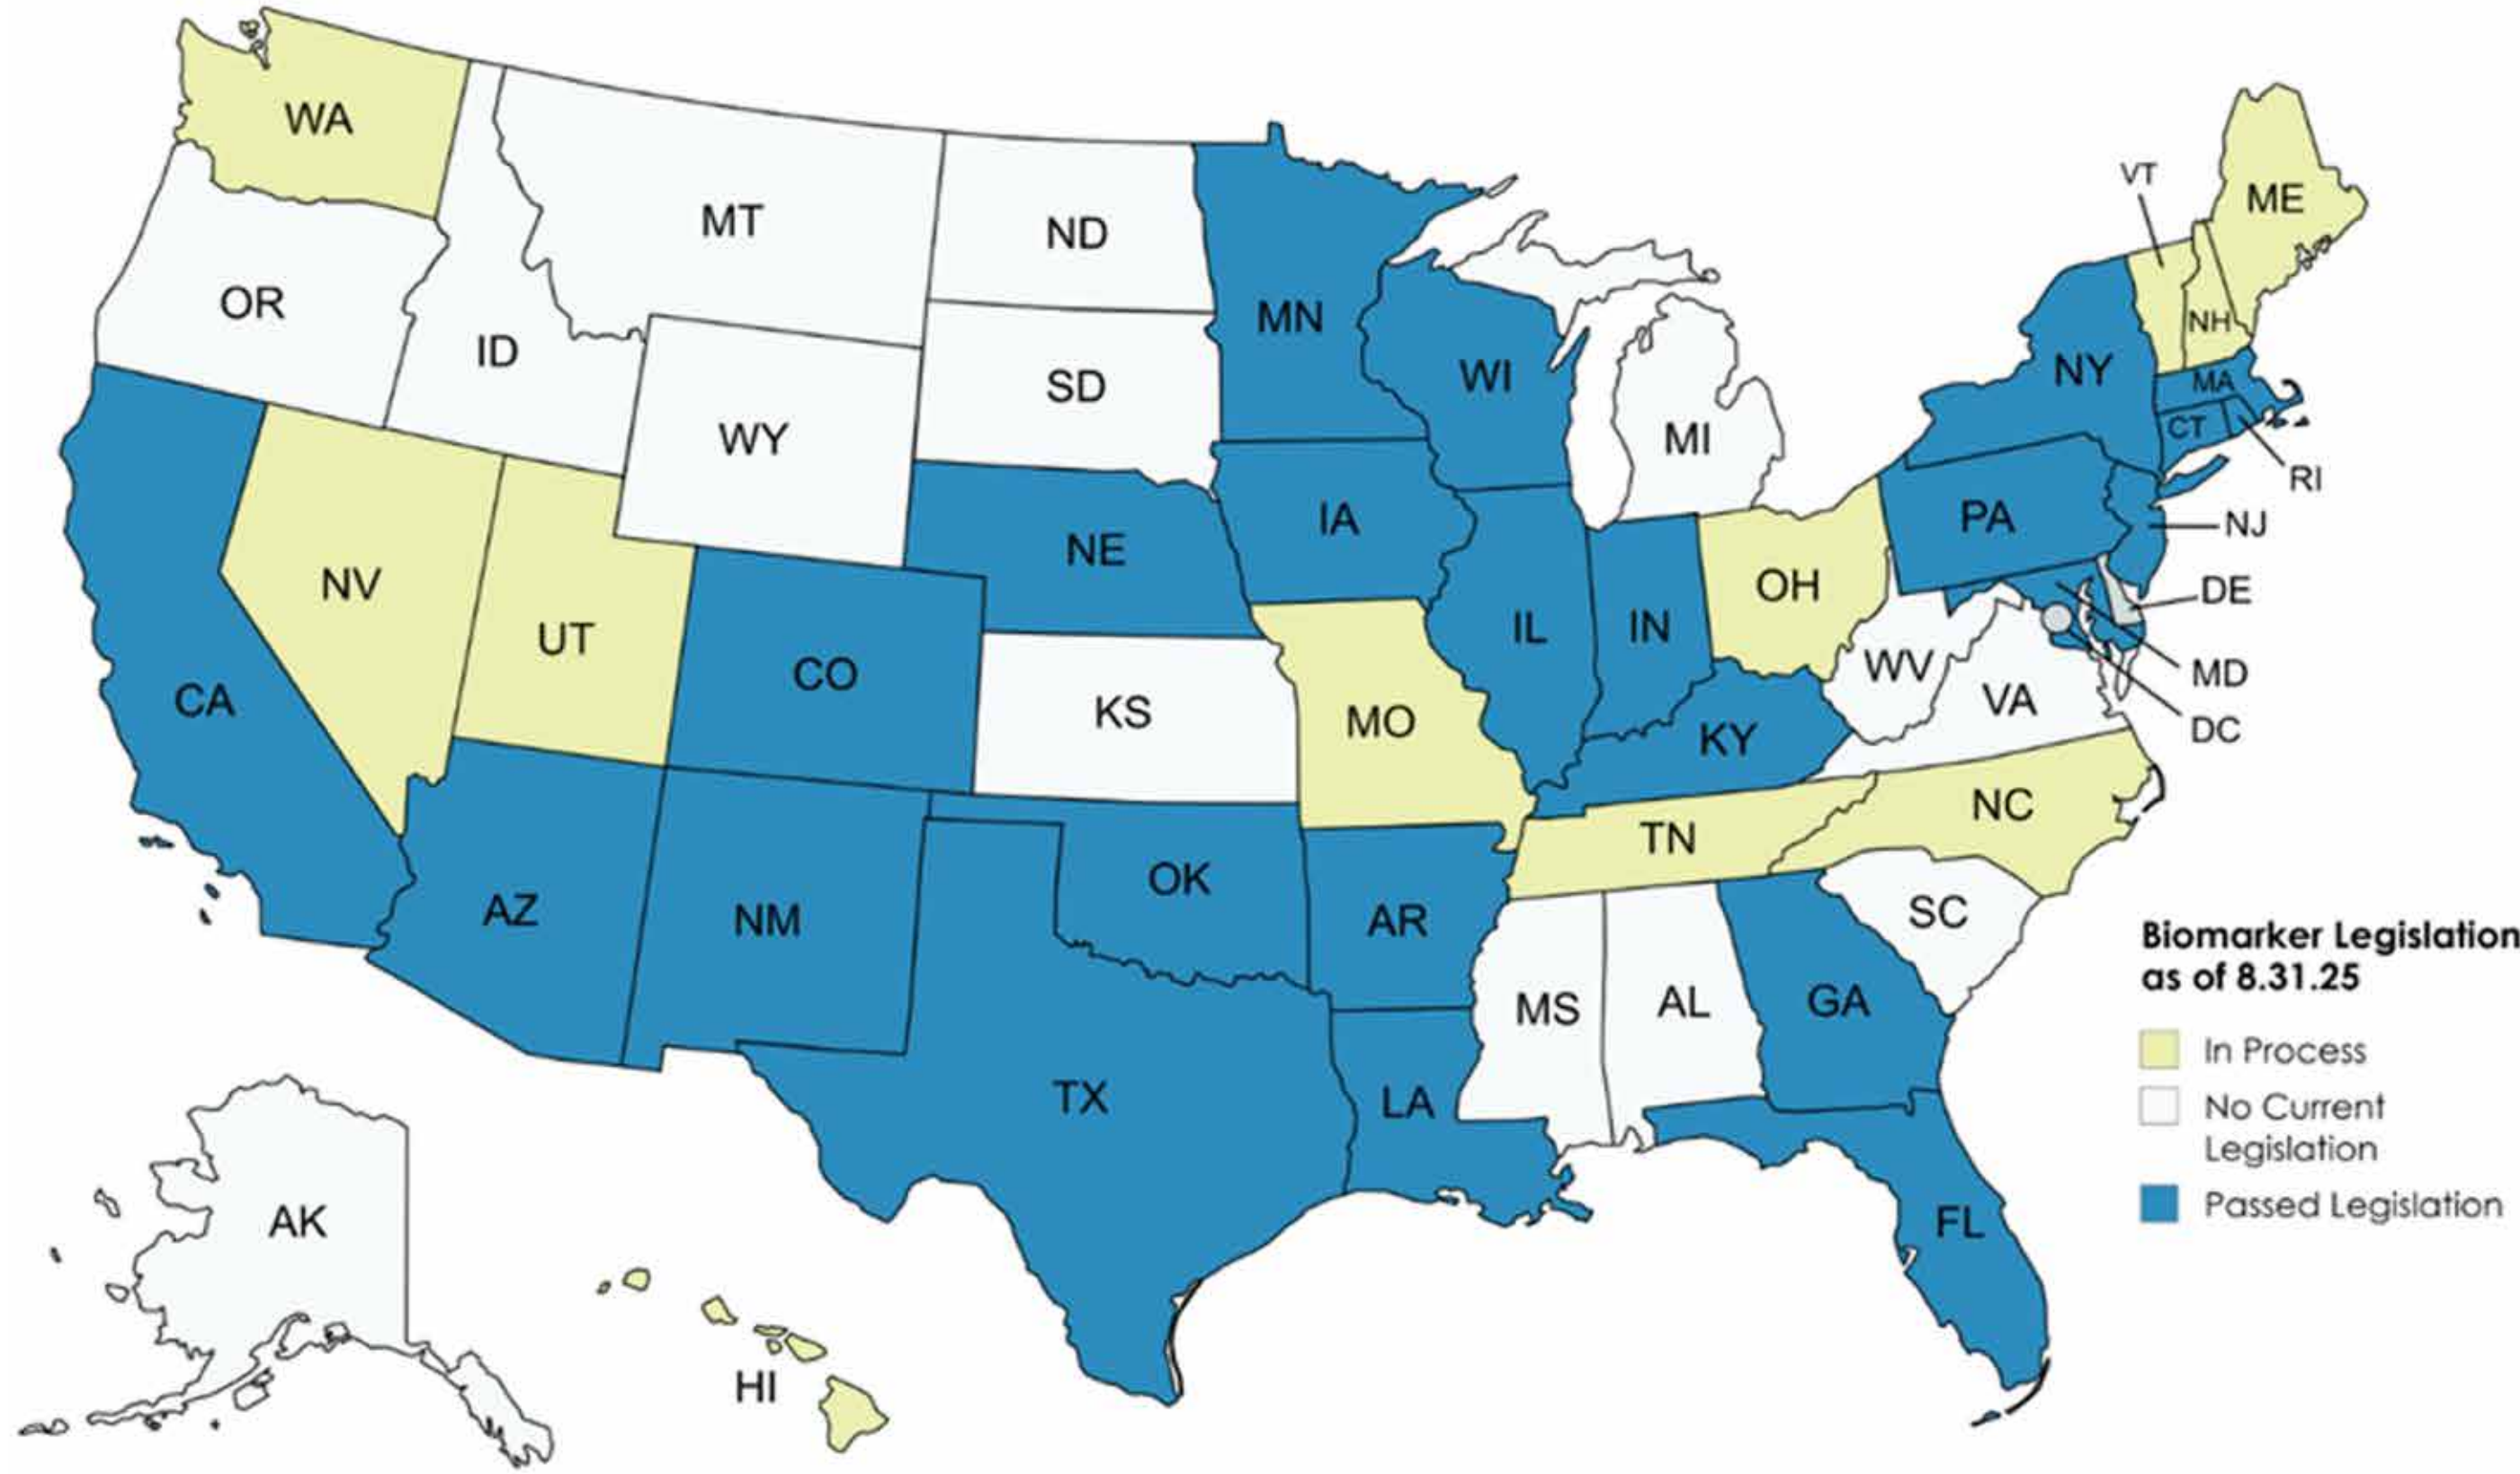 WA
VT
ME
MT
ND
OR
MN
NH
ID
WI
NY
SD
MA
WY
MI
CT
RI
PA
NJ
NE
IA
NV
OH
DE
UT
IL
IN
CO
WV
MD
CA
VA
KS
MO
DC
KY
NC
TN
OK
AZ
NM
AR
SC
MS
AL
GA
TX
LA
AK
FL
HI
Biomarker Legislation
as of 8.31.25
In Process
No Current
Legislation
Passed Legislation